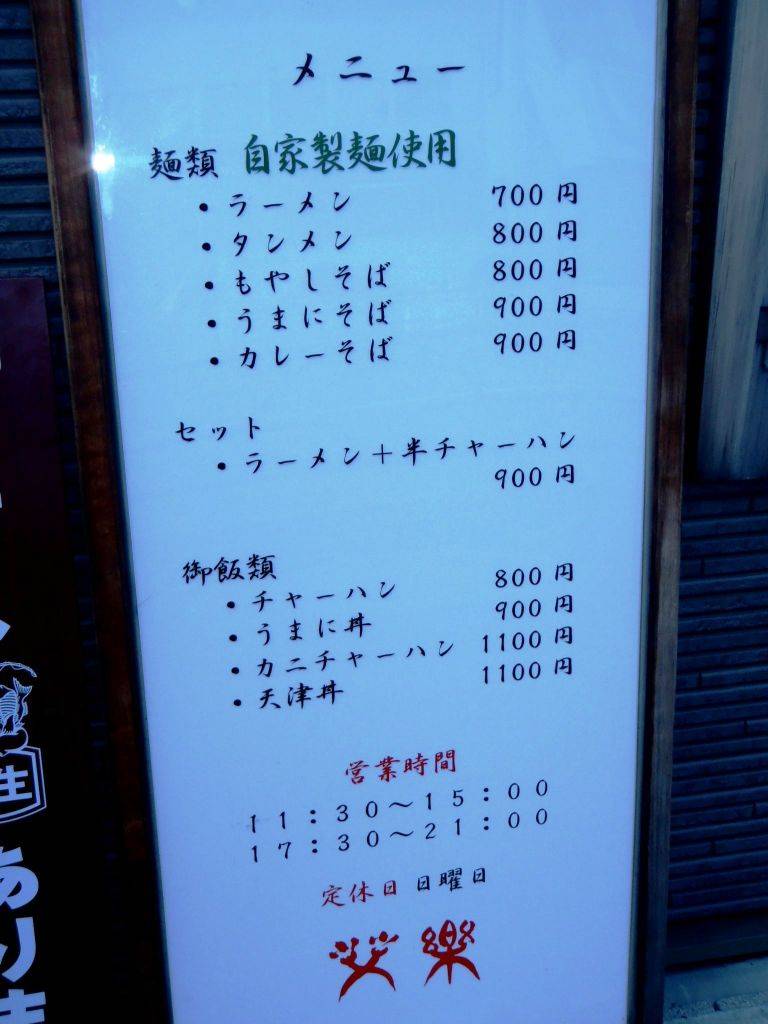 メニュー
麺類 自家製麺使用
・ラーメン 700円
・タンメン 800円
・もやしそば 800円
・うまにそば 900円
・カレーそば 900円
セット
・ラーメン＋半チャーハン
900円
御飯類
・チャーハン 800円
・うまに丼 900円
・カニチャーハン 1100円
・天津丼 1100円
営業時間
11：30～15：00
17：30～21：00
定休日 日曜日
艾樂
生
あります